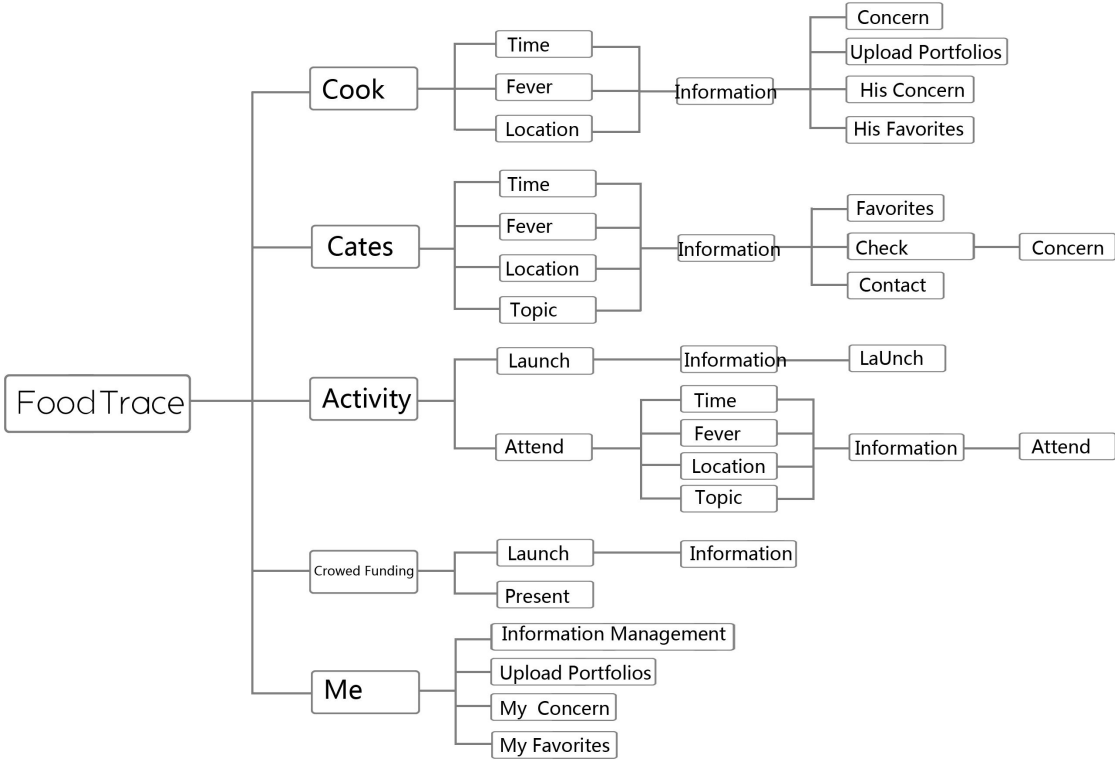 FoodTrace
Cook
Time
Fever
Location
Information
Concern
Upload Portfolios
His Concern
His Favorites
Cates
Time
Fever
Location
Topic
Information
Favorites
Check
Concern
Contact
Activity
Launch
Information
LaUnch
Attend
Time
Fever
Location
Topic
Information
Attend
Crowed Funding
Launch
Information
Present
Me
Information Management
Upload Portfolios
My Concern
My Favorites